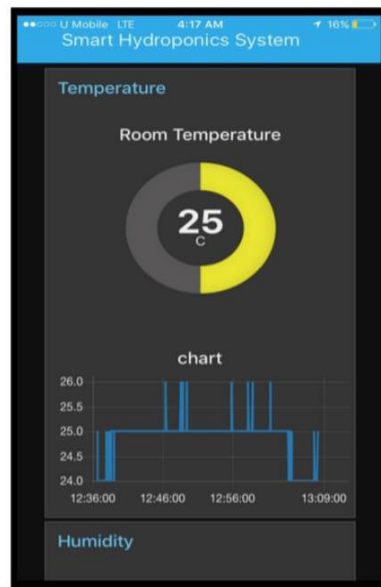 U Mobile LTE 4:17 AM 16%
Smart Hydroponics System
Temperature
Room Temperature
25
C
chart
26.0
25.5
25.0
24.5
24.0
12:36:00 12:46:00 12:56:00 13:09:00
Humidity